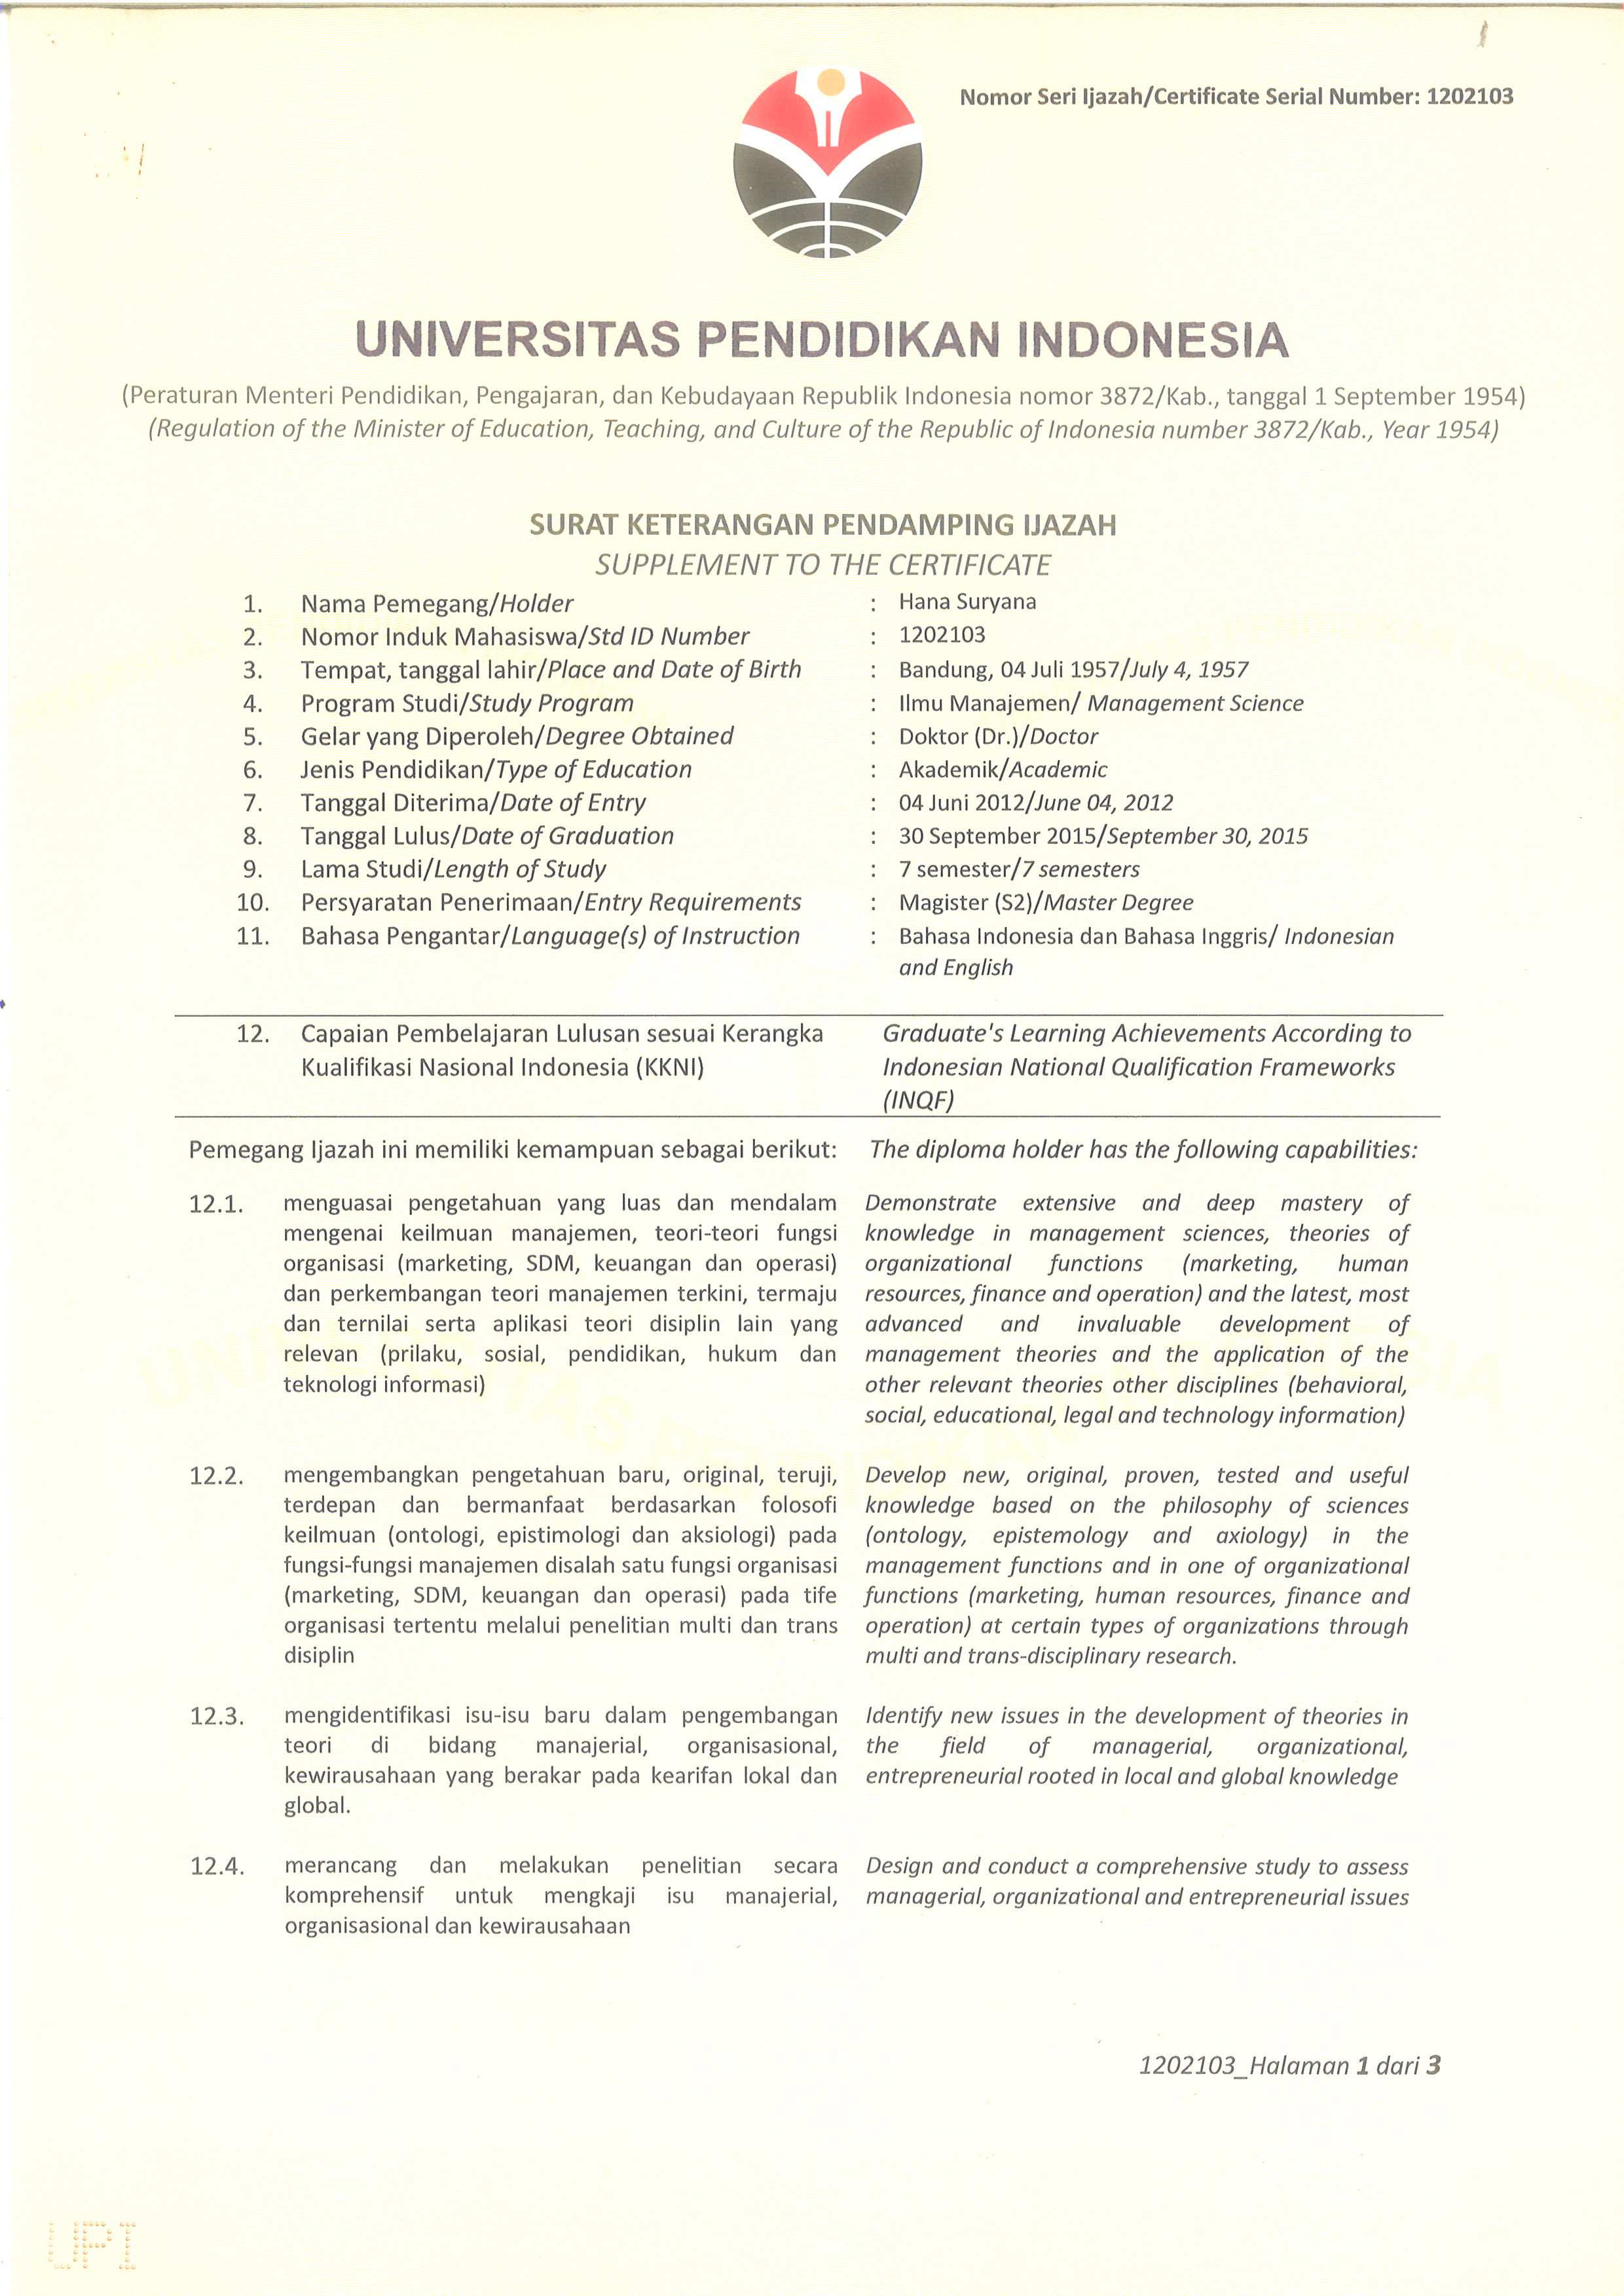 Nomor Seri Ijazah/Certificate Serial Number: 1202103
UNIVERSITAS PENDIDIKAN INDONESIA
(Peraturan Menteri Pendidikan, Pengajaran, dan Kebudayaan Republik Indonesia nomor 3872/Kab., tanggal 1 September 1954)
(Regulation of the Minister of Education, Teaching, and Culture of the Republic of Indonesia number 3872/Kab., Year 1954)
SURAT KETERANGAN PENDAMPING IJAZAH
SUPPLEMENT TO THE CERTIFICATE
1. Nama Pemegang/Holder : Hana Suryana
2. Nomor Induk Mahasiswa/Std ID Number : 1202103
3. Tempat, tanggal lahir/Place and Date of Birth : Bandung, 04 Juli 1957/July 4, 1957
4. Program Studi/Study Program : Ilmu Manajemen/ Management Science
5. Gelar yang Diperoleh/Degree Obtained : Doktor (Dr.)/Doctor
6. Jenis Pendidikan/Type of Education : Akademik/Academic
7. Tanggal Diterima/Date of Entry : 04 Juni 2012/June 04, 2012
8. Tanggal Lulus/Date of Graduation : 30 September 2015/September 30, 2015
9. Lama Studi/Length of Study : 7 semester/7 semesters
10. Persyaratan Penerimaan/Entry Requirements : Magister (S2)/Master Degree
11. Bahasa Pengantar/Language(s) of Instruction : Bahasa Indonesia dan Bahasa Inggris/ Indonesian
and English
12. Capaian Pembelajaran Lulusan sesuai Kerangka
Kualifikasi Nasional Indonesia (KKNI)
Graduate's Learning Achievements According to
Indonesian National Qualification Frameworks
(INQF)
Pemegang Ijazah ini memiliki kemampuan sebagai berikut:
The diploma holder has the following capabilities:
12.1. menguasai pengetahuan yang luas dan mendalam
mengenai keilmuan manajemen, teori-teori fungsi
organisasi (marketing, SDM, keuangan dan operasi)
dan perkembangan teori manajemen terkini, termaju
dan ternilai serta aplikasi teori disiplin lain yang
relevan (prilaku, sosial, pendidikan, hukum dan
teknologi informasi)
Demonstrate extensive and deep mastery of
knowledge in management sciences, theories of
organizational functions (marketing, human
resources, finance and operation) and the latest, most
advanced and invaluable development of
management theories and the application of the
other relevant theories other disciplines (behavioral,
social, educational, legal and technology information)
12.2. mengembangkan pengetahuan baru, original, teruji,
terdepan dan bermanfaat berdasarkan folosofi
keilmuan (ontologi, epistimologi dan aksiologi) pada
fungsi-fungsi manajemen disalah satu fungsi organisasi
(marketing, SDM, keuangan dan operasi) pada tife
organisasi tertentu melalui penelitian multi dan trans
disiplin
Develop new, original, proven, tested and useful
knowledge based on the philosophy of sciences
(ontology, epistemology and axiology) in the
management functions and in one of organizational
functions (marketing, human resources, finance and
operation) at certain types of organizations through
multi and trans-disciplinary research.
12.3. mengidentifikasi isu-isu baru dalam pengembangan
teori di bidang manajerial, organisasional,
kewirausahaan yang berakar pada kearifan lokal dan
global.
Identify new issues in the development of theories in
the field of managerial, organizational,
entrepreneurial rooted in local and global knowledge
12.4. merancang dan melakukan penelitian secara
komprehensif untuk mengkaji isu manajerial,
organisasional dan kewirausahaan
Design and conduct a comprehensive study to assess
managerial, organizational and entrepreneurial issues
1202103_Halaman 1 dari 3
UPI